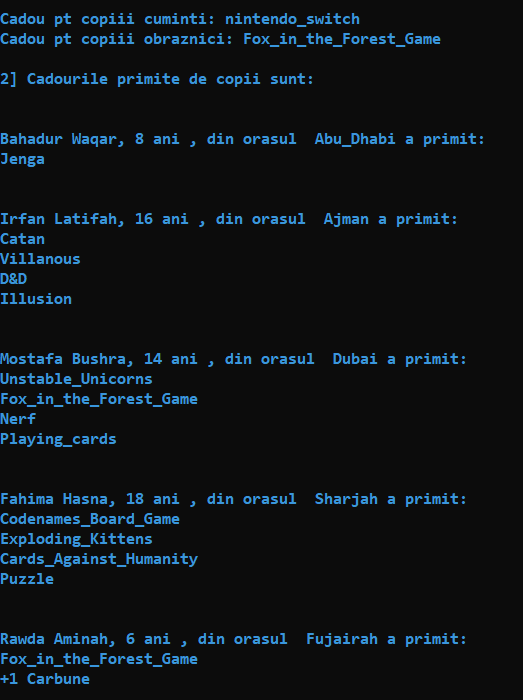 Cadou pt copiii cuminti: nintendo_switch
Cadou pt copiii obraznici: Fox_in_the_Forest_Game
2] Cadourile primite de copii sunt:
Bahadur Waqar, 8 ani , din orasul  Abu_Dhabi a primit:
Jenga
Irfan Latifah, 16 ani , din orasul  Ajman a primit:
Catan
Villanous
D&D
Illusion
Mostafa Bushra, 14 ani , din orasul  Dubai a primit:
Unstable_Unicorns
Fox_in_the_Forest_Game
Nerf
Playing_cards
Fahima Hasna, 18 ani , din orasul  Sharjah a primit:
Codenames_Board_Game
Exploding_Kittens
Cards_Against_Humanity
Puzzle
Rawda Aminah, 6 ani , din orasul  Fujairah a primit:
Fox_in_the_Forest_Game
+1 Carbune